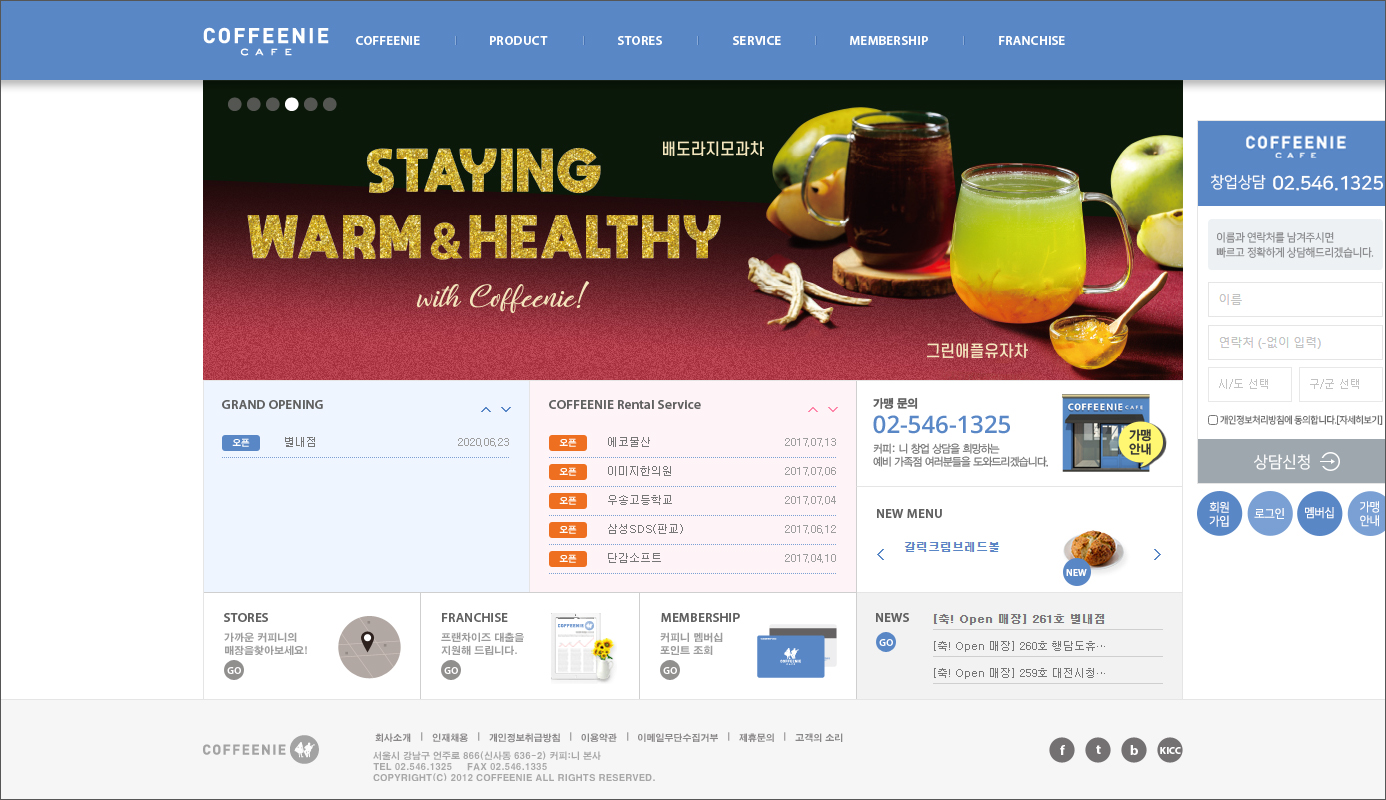 COFFEENIE
CAFE
COFFEENIE
PRODUCT
STORES
SERVICE
MEMBERSHIP
FRANCHISE
배도라지모과차
STAYING
WARM & HEALTHY
with Coffeenie!
그린애플유자차
COFFEENIE
CAFE
창업상담 02.546.1325
이름과 연락처를 남겨주시면
빠르고 정확하게 상담해드리겠습니다.
이름
연락처 (-없이 입력)
시/도 선택
구/군 선택
개인정보처리방침에 동의합니다.[자세히보기]
상담신청
회원
가입
로그인
멤버십
가맹
안내
GRAND OPENING
오픈 별내점 2020.06.23
COFFEENIE Rental Service
오픈 에코물산 2017.07.13
오픈 이미지한의원 2017.07.06
오픈 우송고등학교 2017.07.04
오픈 삼성SDS(판교) 2017.06.12
오픈 단감소프트 2017.04.10
가맹 문의
02-546-1325
커피: 니 창업 상담을 희망하는
예비 가족점 여러분들을 도와드리겠습니다.
COFFEENIE CAFE
가맹
안내
NEW MENU
갈릭크림브레드볼
NEW
STORES
가까운 커피니의
매장을찾아보세요!
GO
FRANCHISE
프랜차이즈 대출을
지원해 드립니다.
GO
COFFEENIE
MEMBERSHIP
커피니 멤버십
포인트 조회
GO
COFFEENIE
NEWS
GO
[축! Open 매장] 261호 별내점
[축! Open 매장] 260호 행담도휴…
[축! Open 매장] 259호 대전시청…
COFFEENIE
회사소개 | 인재채용 | 개인정보취급방침 | 이용약관 | 이메일무단수집거부 | 제휴문의 | 고객의 소리
서울시 강남구 언주로 866(신사동 636-2) 커피:니 본사
TEL 02.546.1325 FAX 02.546.1335
COPYRIGHT(C) 2012 COFFEENIE ALL RIGHTS RESERVED.
f
t
b
KICC